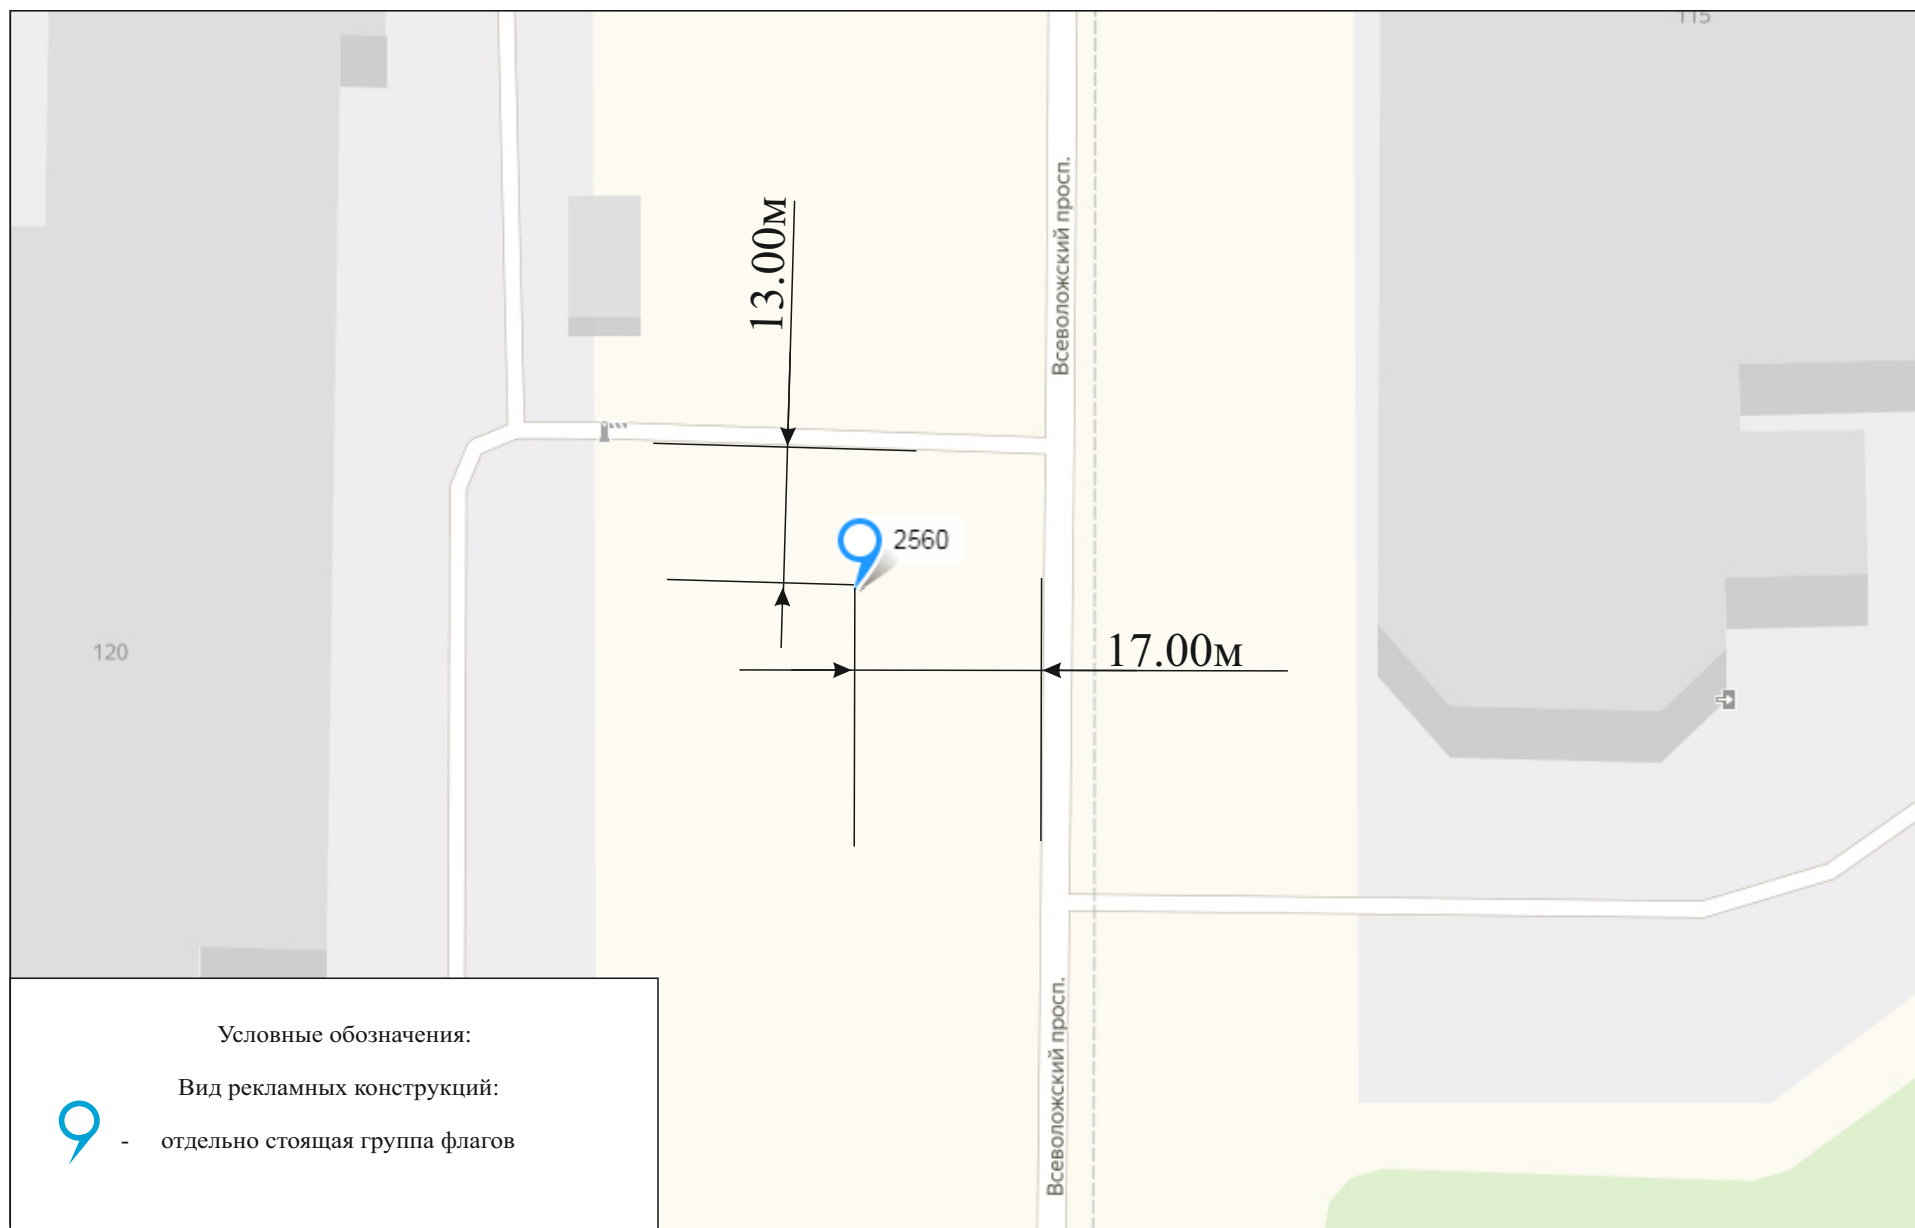 115
Всеволожский просп.
13.00м
2560
17.00м
120
Всеволожский просп.
Условные обозначения:
Вид рекламных конструкций:
- отдельно стоящая группа флагов